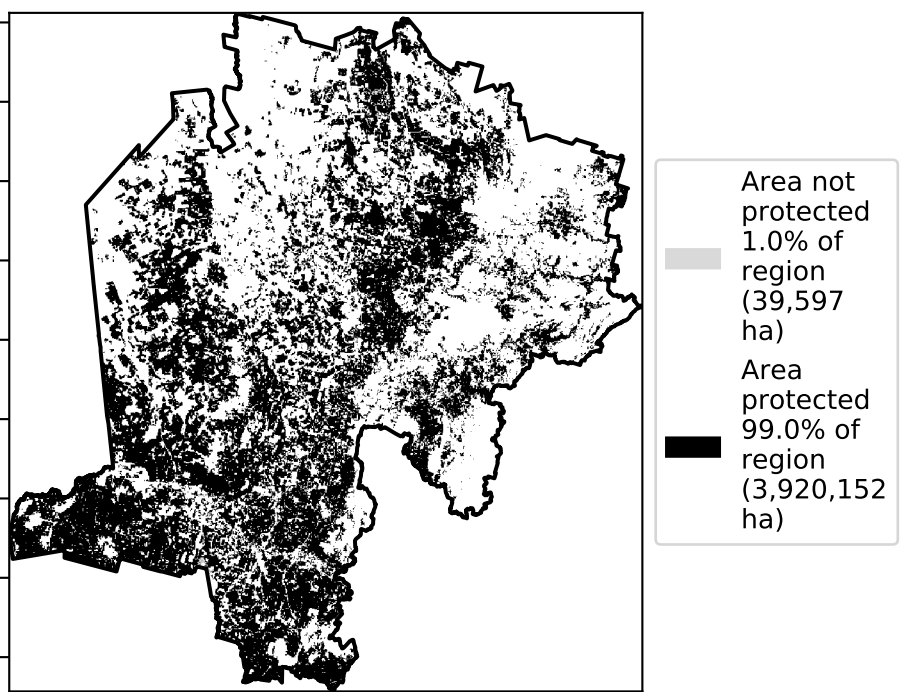 Area not
protected
1.0% of
region
(39,597
ha)
Area
protected
99.0% of
region
(3,920,152
ha)